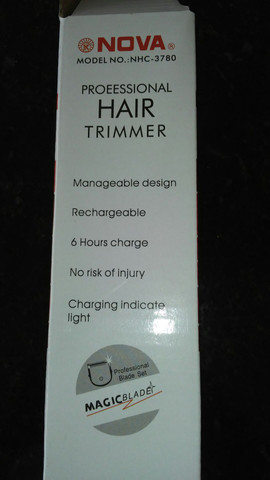 NOVA®
MODEL NO.:NHC-3780
PROEESSIONAL
HAIR
TRIMMER
Manageable design
Rechargeable
6 Hours charge
No risk of injury
Charging indicate
light
Professional
Blade Set
MAGICBLADE